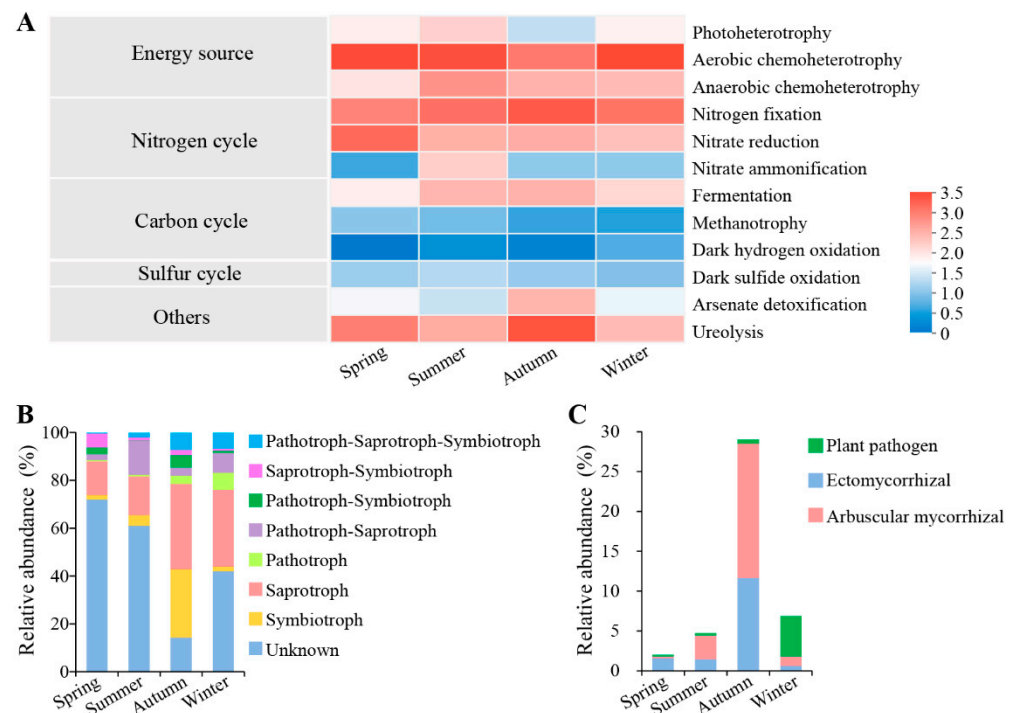 A
Energy source
Nitrogen cycle
Carbon cycle
Sulfur cycle
Others
Photoheterotrophy
Aerobic chemoheterotrophy
Anaerobic chemoheterotrophy
Nitrogen fixation
Nitrate reduction
Nitrate ammonification
Fermentation
Methanotrophy
Dark hydrogen oxidation
Dark sulfide oxidation
Arsenate detoxification
Ureolysis
3.5
3.0
2.5
2.0
1.5
1.0
0.5
0
Spring
Summer
Autumn
Winter
B
Relative abundance (%)
100
80
60
40
20
0
Spring
Summer
Autumn
Winter
Pathotroph-Saprotroph-Symbiotroph
Saprotroph-Symbiotroph
Pathotroph-Symbiotroph
Pathotroph-Saprotroph
Pathotroph
Saprotroph
Symbiotroph
Unknown
C
Relative abundance (%)
30
25
20
15
10
5
0
Spring
Summer
Autumn
Winter
Plant pathogen
Ectomycorrhizal
Arbuscular mycorrhizal